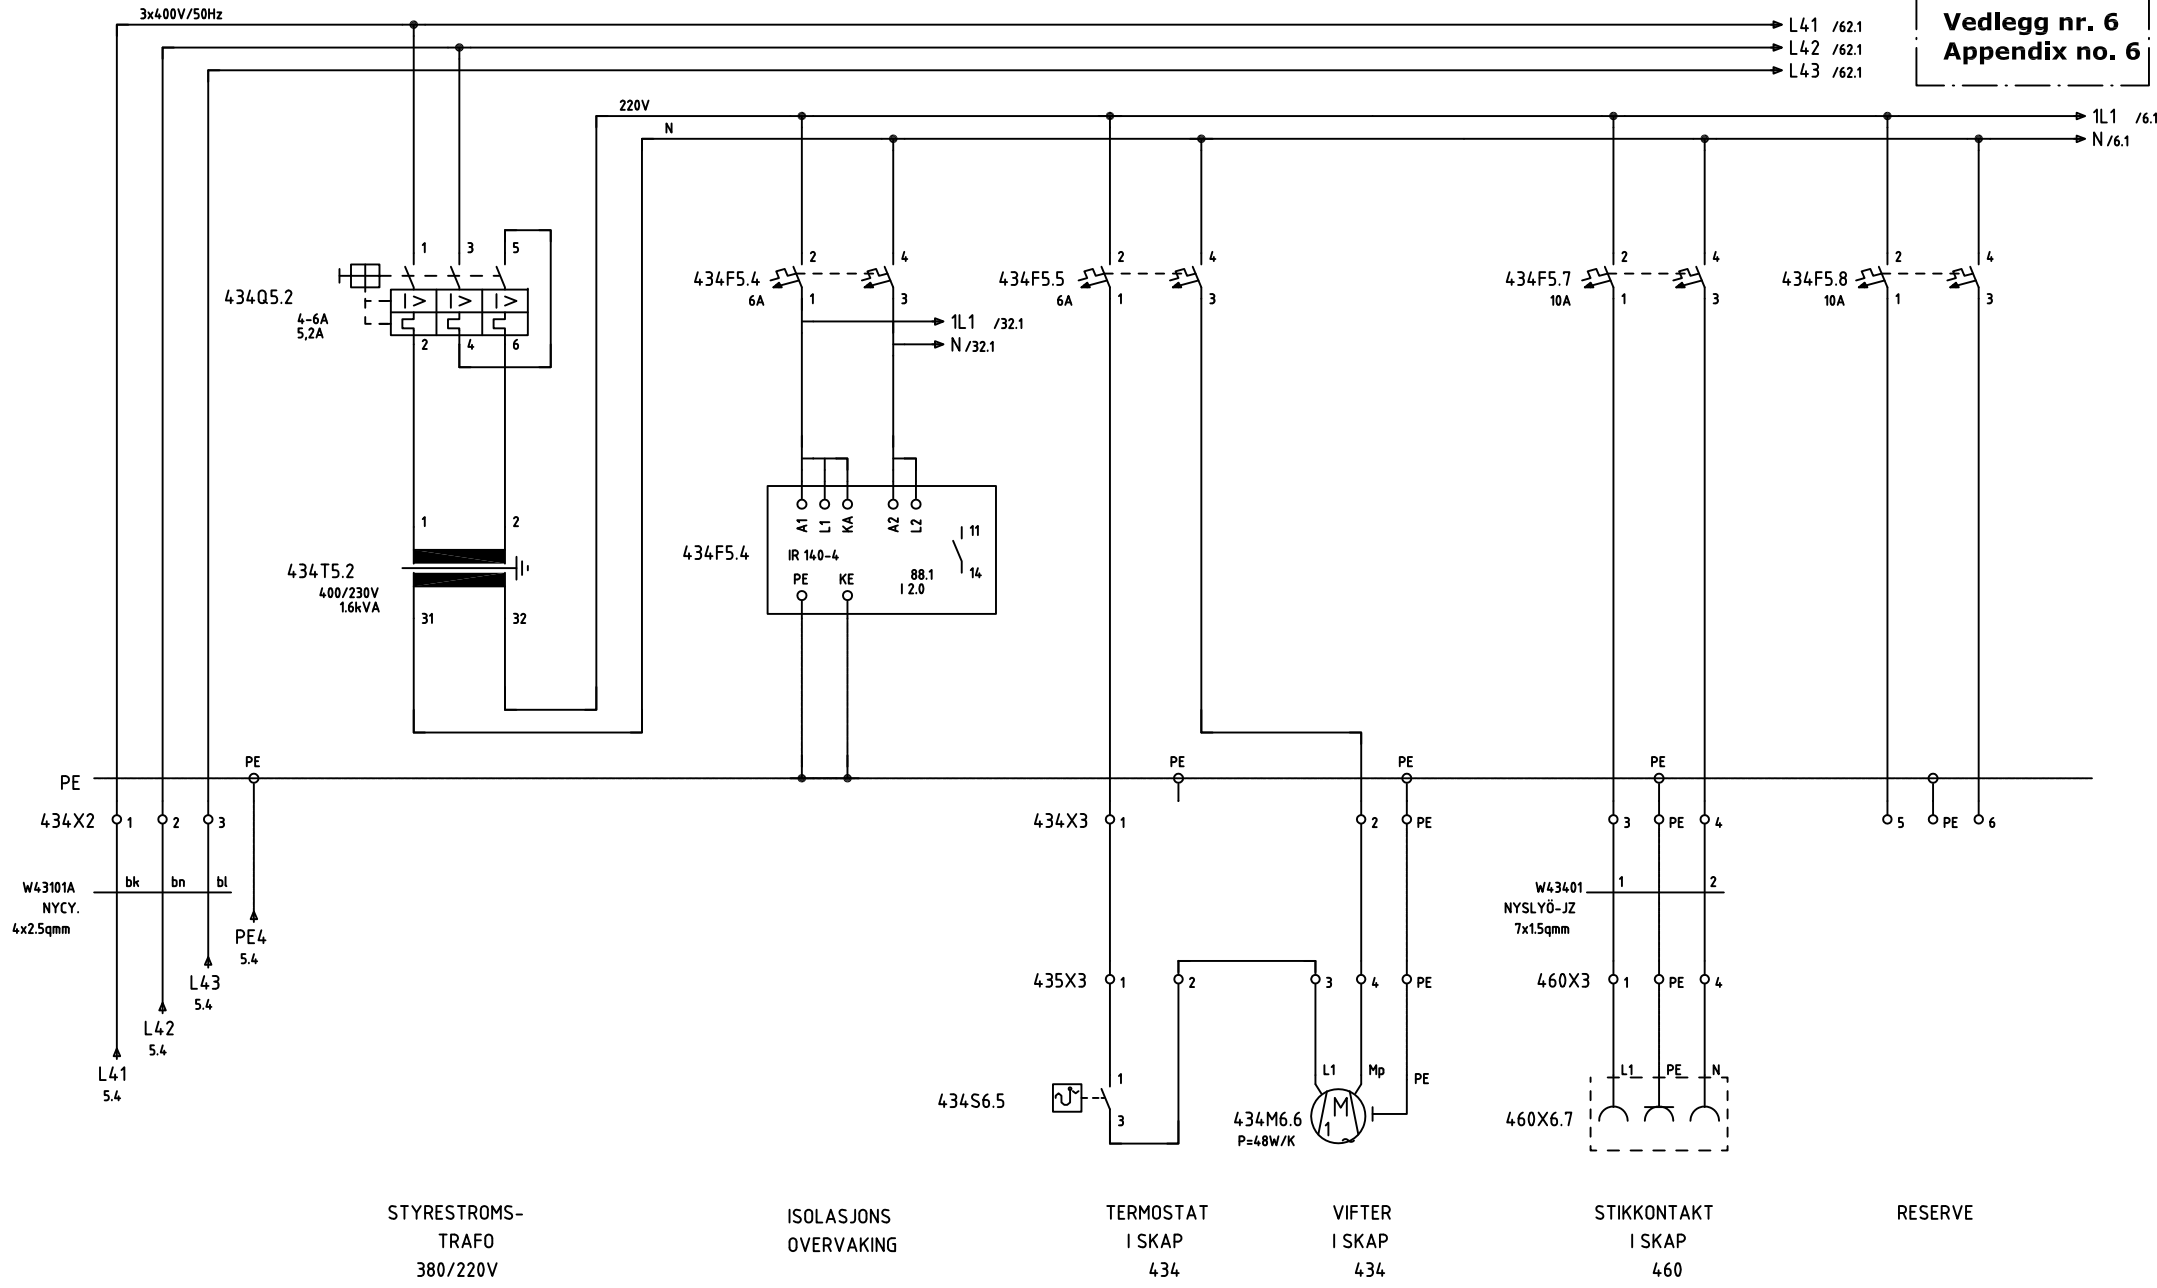 3x400V/50Hz
L41 /62.1
L42 /62.1
L43 /62.1
Vedlegg nr. 6
Appendix no. 6
220V
N
1L1 /6.1
N /6.1
1 3 5
434Q5.2
4-6A
5,2A
I> I> I>
2 4 6
434F5.4
6A
2 4
1 3
1L1 /32.1
N /32.1
434F5.5
6A
2 4
1 3
434F5.7
10A
2 4
1 3
434F5.8
10A
2 4
1 3
1 2
434T5.2
400/230V
1.6kVA
31 32
434F5.4
A1 L1 KA A2 L2
IR 140-4
11
14
88.1
I 2.0
PE KE
PE
PE
PE
PE
PE
434X2 1 2 3
434X3 1 2 PE 3 PE 4 5 PE 6
W43101A
NYCY.
4x2.5qmm
bk bn bl
PE4
5.4
L43
5.4
L42
5.4
L41
5.4
W43401
NYSLYÖ-JZ
7x1.5qmm
1 2
435X3 1 2 3 4 PE
460X3 1 PE 4
434S6.5
1
3
L1 Mp PE
434M6.6
P=48W/K
M
1
~
L1 PE N
460X6.7
STYRESTROMS-
TRAFO
380/220V
ISOLASJONS
OVERVAKING
TERMOSTAT
I SKAP
434
VIFTER
I SKAP
434
STIKKONTAKT
I SKAP
460
RESERVE